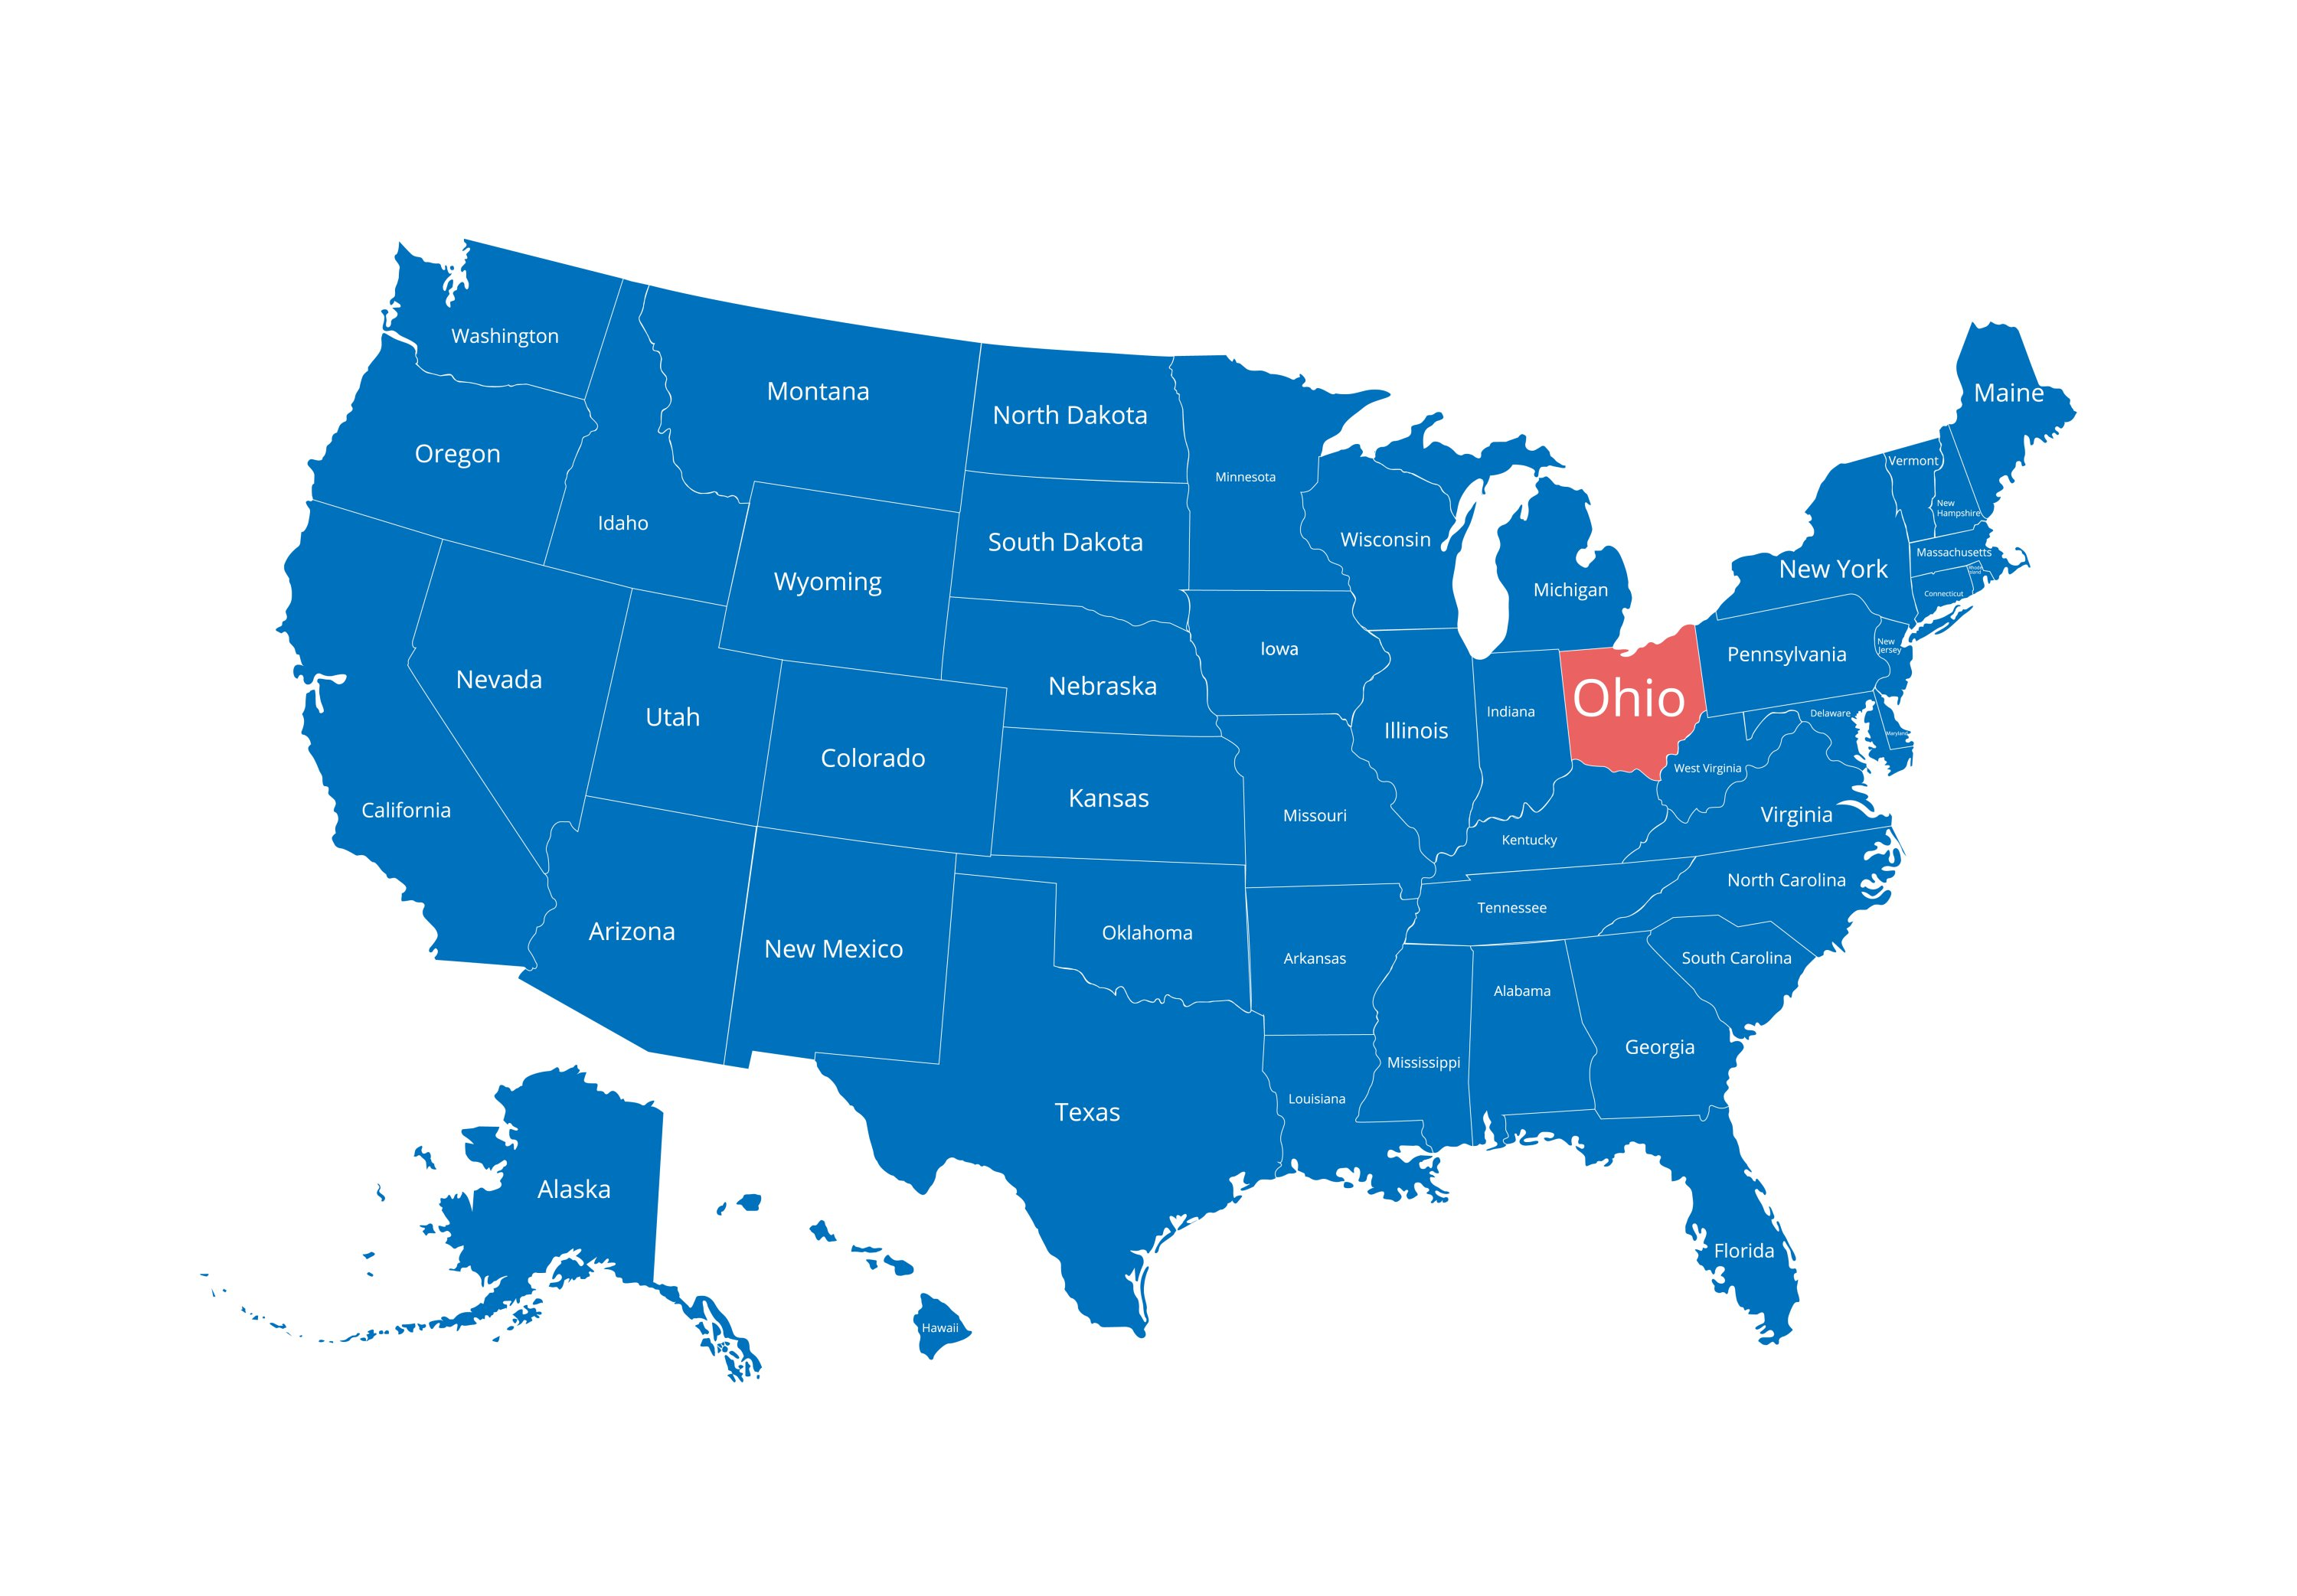 Washington
Montana
Maine
North Dakota
Oregon
Vermont
Minnesota
New
Hampshire
Idaho
Wisconsin
South Dakota
Massachusetts
New York
Rhode
Island
Wyoming
Michigan
Connecticut
Iowa
New
Jersey
Pennsylvania
Nevada
Nebraska
Ohio
Indiana
Delaware
Utah
Illinois
Maryland
Colorado
West Virginia
Kansas
California
Missouri
Virginia
Kentucky
North Carolina
Tennessee
Arizona
Oklahoma
New Mexico
Arkansas
South Carolina
Alabama
Georgia
Mississippi
Louisiana
Texas
Alaska
Florida
Hawaii